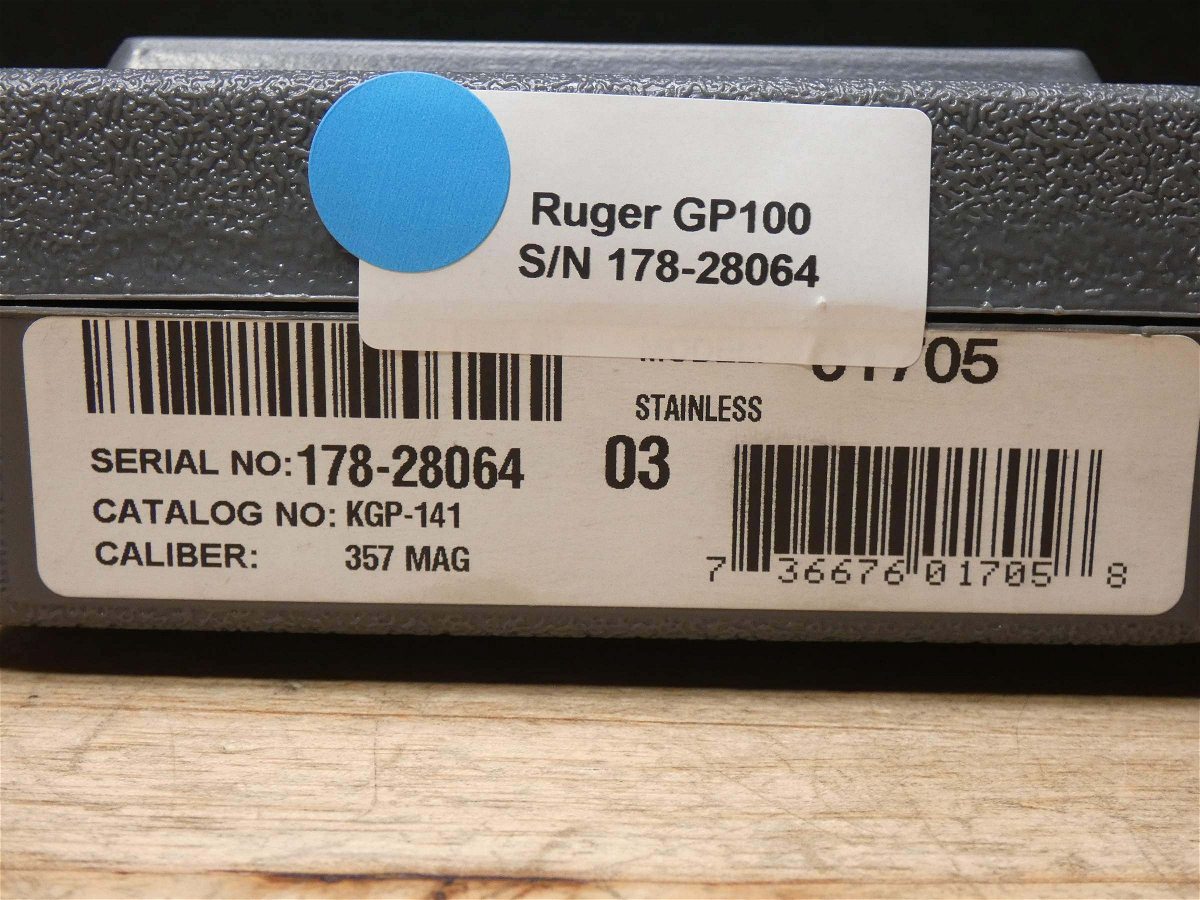 Ruger GP100
S/N 178-28064
01705
STAINLESS
SERIAL NO: 178-28064
03
CATALOG NO: KGP-141
CALIBER: 357 MAG
7 36676 01705 8